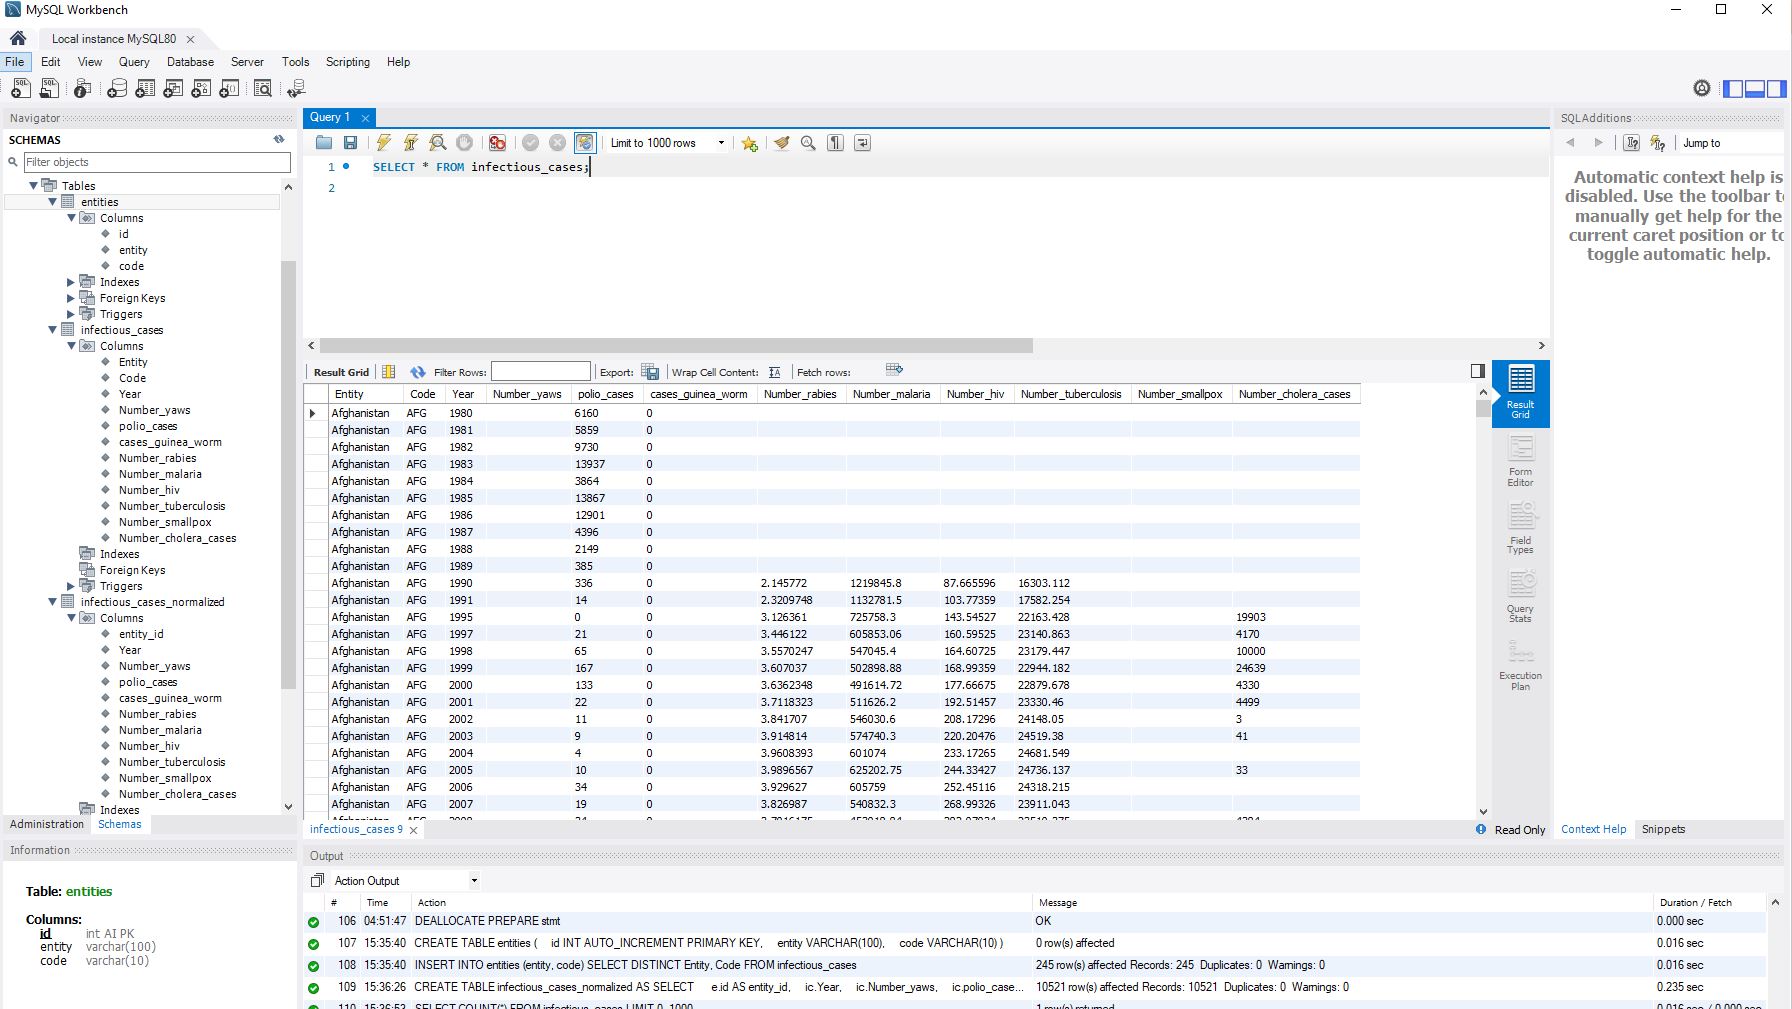 MySQL Workbench
Local instance MySQL80
File Edit View Query Database Server Tools Scripting Help
Navigator
SCHEMAS
Filter objects
Tables
entities
Columns
id
entity
code
Indexes
Foreign Keys
Triggers
infectious_cases
Columns
Entity
Code
Year
Number_yaws
polio_cases
cases_guinea_worm
Number_rabies
Number_malaria
Number_hiv
Number_tuberculosis
Number_smallpox
Number_cholera_cases
Indexes
Foreign Keys
Triggers
infectious_cases_normalized
Columns
entity_id
Year
Number_yaws
polio_cases
cases_guinea_worm
Number_rabies
Number_malaria
Number_hiv
Number_tuberculosis
Number_smallpox
Number_cholera_cases
Indexes
Administration Schemas
Information
Table: entities
Columns:
id int AI PK
entity varchar(100)
code varchar(10)
Query 1
Limit to 1000 rows
1 SELECT * FROM infectious_cases;
2
Result Grid Filter Rows: Export: Wrap Cell Content: Fetch rows:
Entity Code Year Number_yaws polio_cases cases_guinea_worm Number_rabies Number_malaria Number_hiv Number_tuberculosis Number_smallpox Number_cholera_cases
Afghanistan AFG 1980 6160 0
Afghanistan AFG 1981 5859 0
Afghanistan AFG 1982 9730 0
Afghanistan AFG 1983 13937 0
Afghanistan AFG 1984 3864 0
Afghanistan AFG 1985 13867 0
Afghanistan AFG 1986 12901 0
Afghanistan AFG 1987 4396 0
Afghanistan AFG 1988 2149 0
Afghanistan AFG 1989 385 0
Afghanistan AFG 1990 336 0 2.145772 1219845.8 87.665596 16303.112
Afghanistan AFG 1991 14 0 2.3209748 1132781.5 103.77359 17582.254
Afghanistan AFG 1995 0 0 3.126361 725758.3 143.54527 22163.428 19903
Afghanistan AFG 1997 21 0 3.446122 605853.06 160.59525 23140.863 4170
Afghanistan AFG 1998 65 0 3.5570247 547045.4 164.60725 23179.447 10000
Afghanistan AFG 1999 167 0 3.607037 502898.88 168.99359 22944.182 24639
Afghanistan AFG 2000 133 0 3.6362348 491614.72 177.66675 22879.678 4330
Afghanistan AFG 2001 22 0 3.7118323 511626.2 192.51457 23330.46 4499
Afghanistan AFG 2002 11 0 3.841707 546030.6 208.17296 24148.05 3
Afghanistan AFG 2003 9 0 3.914814 574740.3 220.20476 24519.38 41
Afghanistan AFG 2004 4 0 3.9608393 601074 233.17265 24681.549
Afghanistan AFG 2005 10 0 3.9896567 625202.75 244.33427 24736.137 33
Afghanistan AFG 2006 34 0 3.929627 605759 252.45116 24318.215
Afghanistan AFG 2007 19 0 3.826987 540832.3 268.99326 23911.043
Result Grid
Form Editor
Field Types
Query Stats
Execution Plan
infectious_cases 9
Read Only
SQLAdditions
Jump to
Automatic context help is
disabled. Use the toolbar to
manually get help for the
current caret position or to
toggle automatic help.
Context Help Snippets
Output
Action Output
# Time Action Message Duration / Fetch
106 04:51:47 DEALLOCATE PREPARE stmt OK 0.000 sec
107 15:35:40 CREATE TABLE entities ( id INT AUTO_INCREMENT PRIMARY KEY, entity VARCHAR(100), code VARCHAR(10) ) 0 row(s) affected 0.016 sec
108 15:35:40 INSERT INTO entities (entity, code) SELECT DISTINCT Entity, Code FROM infectious_cases 245 row(s) affected Records: 245 Duplicates: 0 Warnings: 0 0.016 sec
109 15:36:26 CREATE TABLE infectious_cases_normalized AS SELECT e.id AS entity_id, ic.Year, ic.Number_yaws, ic.polio_case... 10521 row(s) affected Records: 10521 Duplicates: 0 Warnings: 0 0.235 sec
110 15:36:53 SELECT COUNT(*) FROM infectious_cases LIMIT 0, 1000 1 row(s) returned 0.016 sec / 0.000 sec